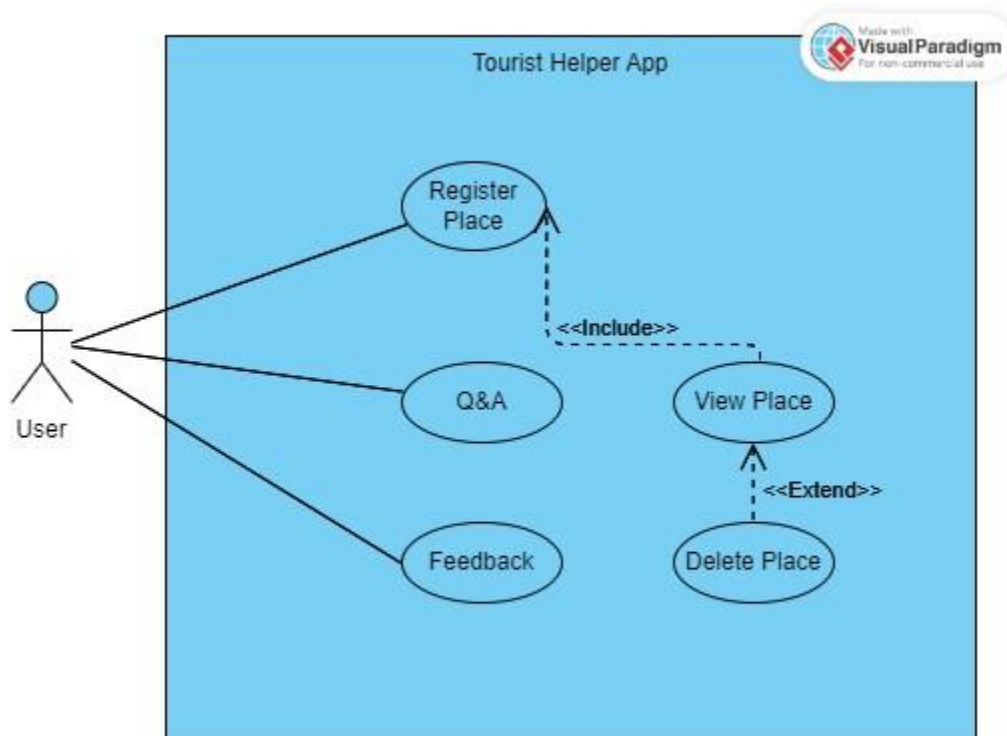 Made with
Visual Paradigm
For non-commercial use
Tourist Helper App
Register
Place
<<Include>>
User
Q&A
View Place
<<Extend>>
Feedback
Delete Place